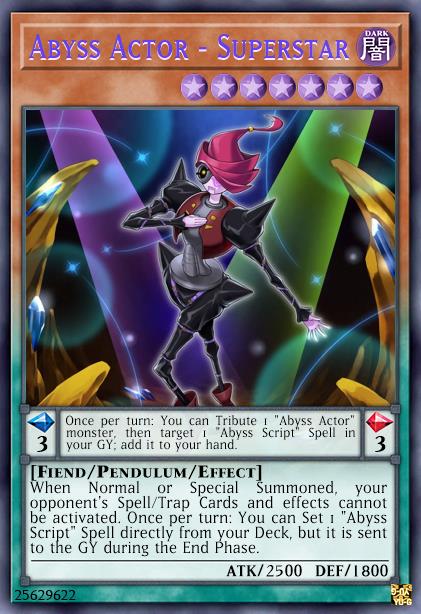 Abyss Actor - Superstar
DARK
闇
Once per turn: You can Tribute 1 "Abyss Actor"
monster, then target 1 "Abyss Script" Spell in
your GY; add it to your hand.
3
3
[Fiend/Pendulum/Effect]
When Normal or Special Summoned, your
opponent's Spell/Trap Cards and effects cannot
be activated. Once per turn: You can Set 1 "Abyss
Script" Spell directly from your Deck, but it is sent
to the GY during the End Phase.
ATK/2500 DEF/1800
25629622